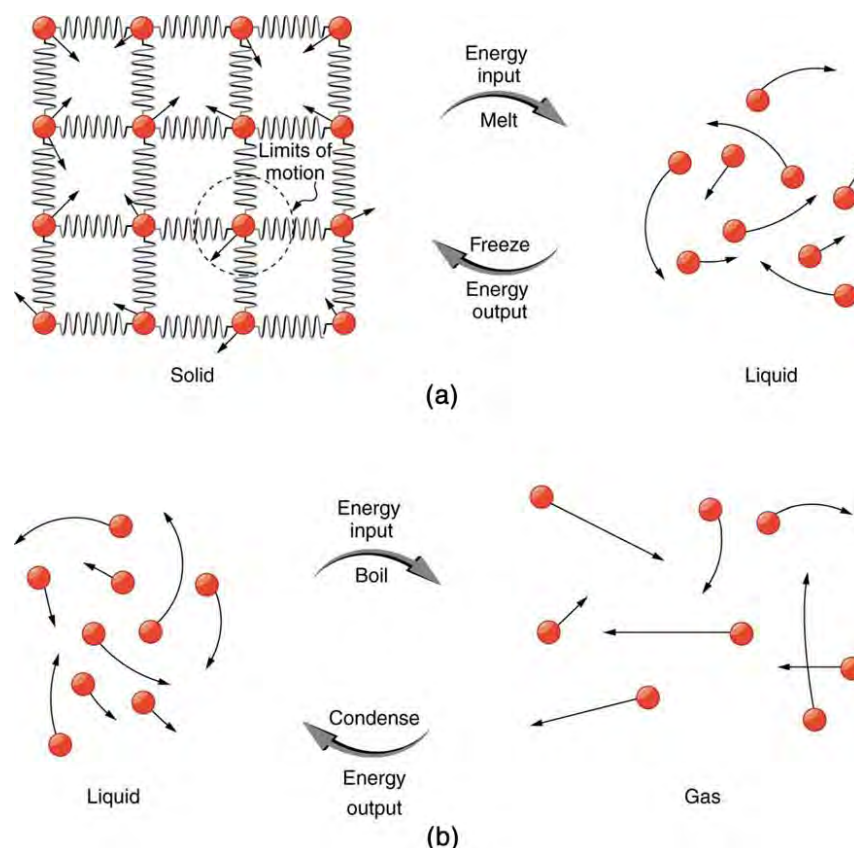 Energy
input
Melt
Limits of
motion
Freeze
Energy
output
Solid
Liquid
(a)
Energy
input
Boil
Condense
Energy
output
Liquid
Gas
(b)